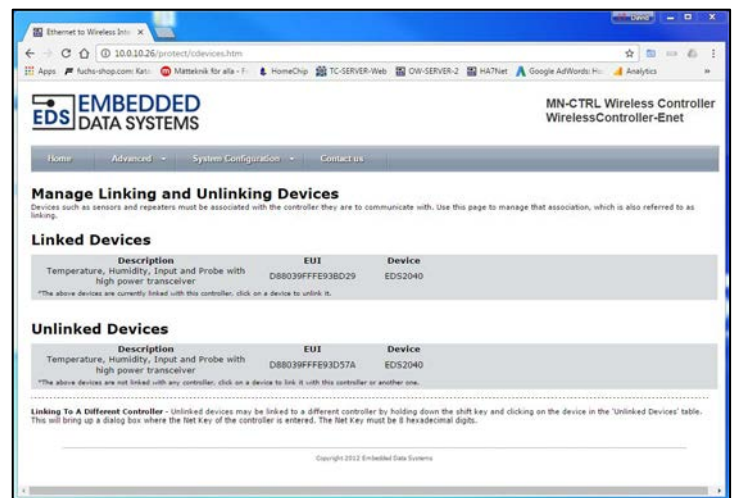 David
Ethernet to Wireless Inte
10.0.10.26/protect/cdevices.htm
Apps fuchs-shop.com: Kata Mätteknik för alla - F HomeChip TC-SERVER-Web OW-SERVER-2 HA7Net Google AdWords: Ho Analytics »
EDS EMBEDDED
DATA SYSTEMS
MN-CTRL Wireless Controller
WirelessController-Enet
Home Advanced System Configuration Contact us
Manage Linking and Unlinking Devices
Devices such as sensors and repeaters must be associated with the controller they are to communicate with. Use this page to manage that association, which is also referred to as
linking.
Linked Devices
Description EUI Device
Temperature, Humidity, Input and Probe with
high power transceiver D88039FFFE93BD29 EDS2040
*The above devices are currently linked with this controller, click on a device to unlink it.
Unlinked Devices
Description EUI Device
Temperature, Humidity, Input and Probe with
high power transceiver D88039FFFE93D57A EDS2040
*The above devices are not linked with any controller, click on a device to link it with this controller or another one.
Linking To A Different Controller - Unlinked devices may be linked to a different controller by holding down the shift key and clicking on the device in the 'Unlinked Devices' table.
This will bring up a dialog box where the Net Key of the controller is entered. The Net Key must be 8 hexadecimal digits.
Copyright 2012 Embedded Data Systems